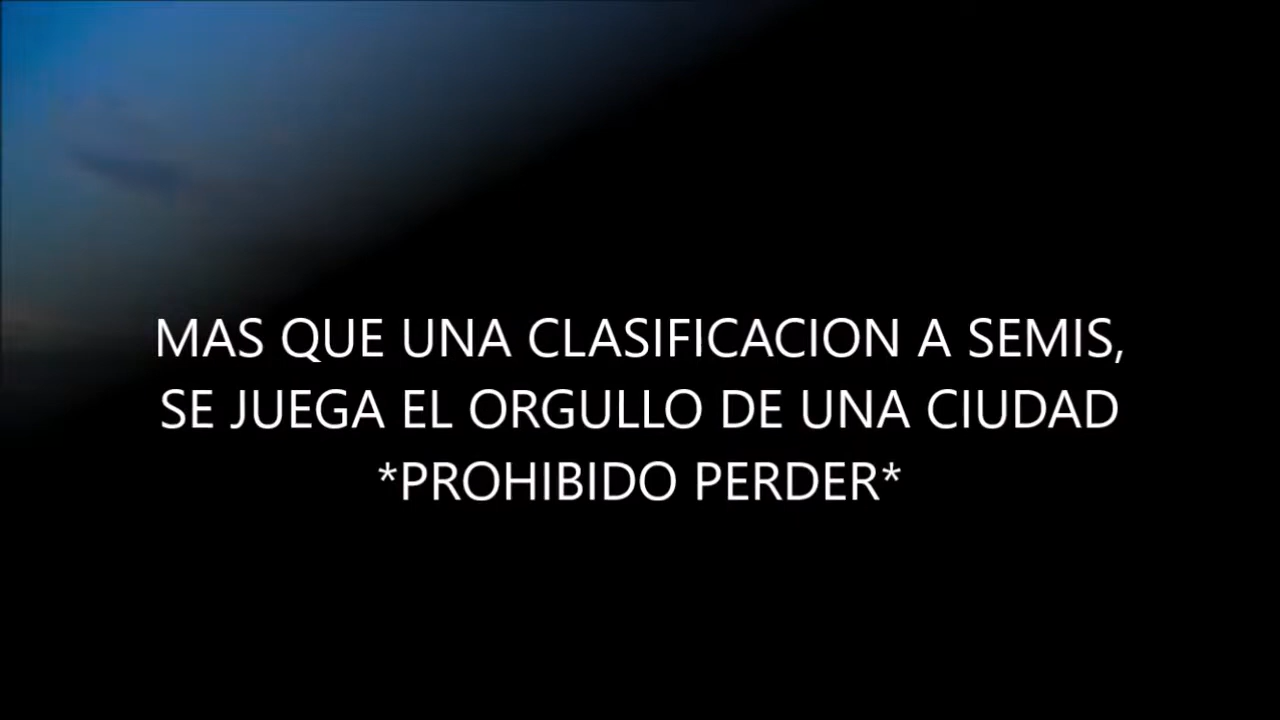 MAS QUE UNA CLASIFICACION A SEMIS,
SE JUEGA EL ORGULLO DE UNA CIUDAD
*PROHIBIDO PERDER*